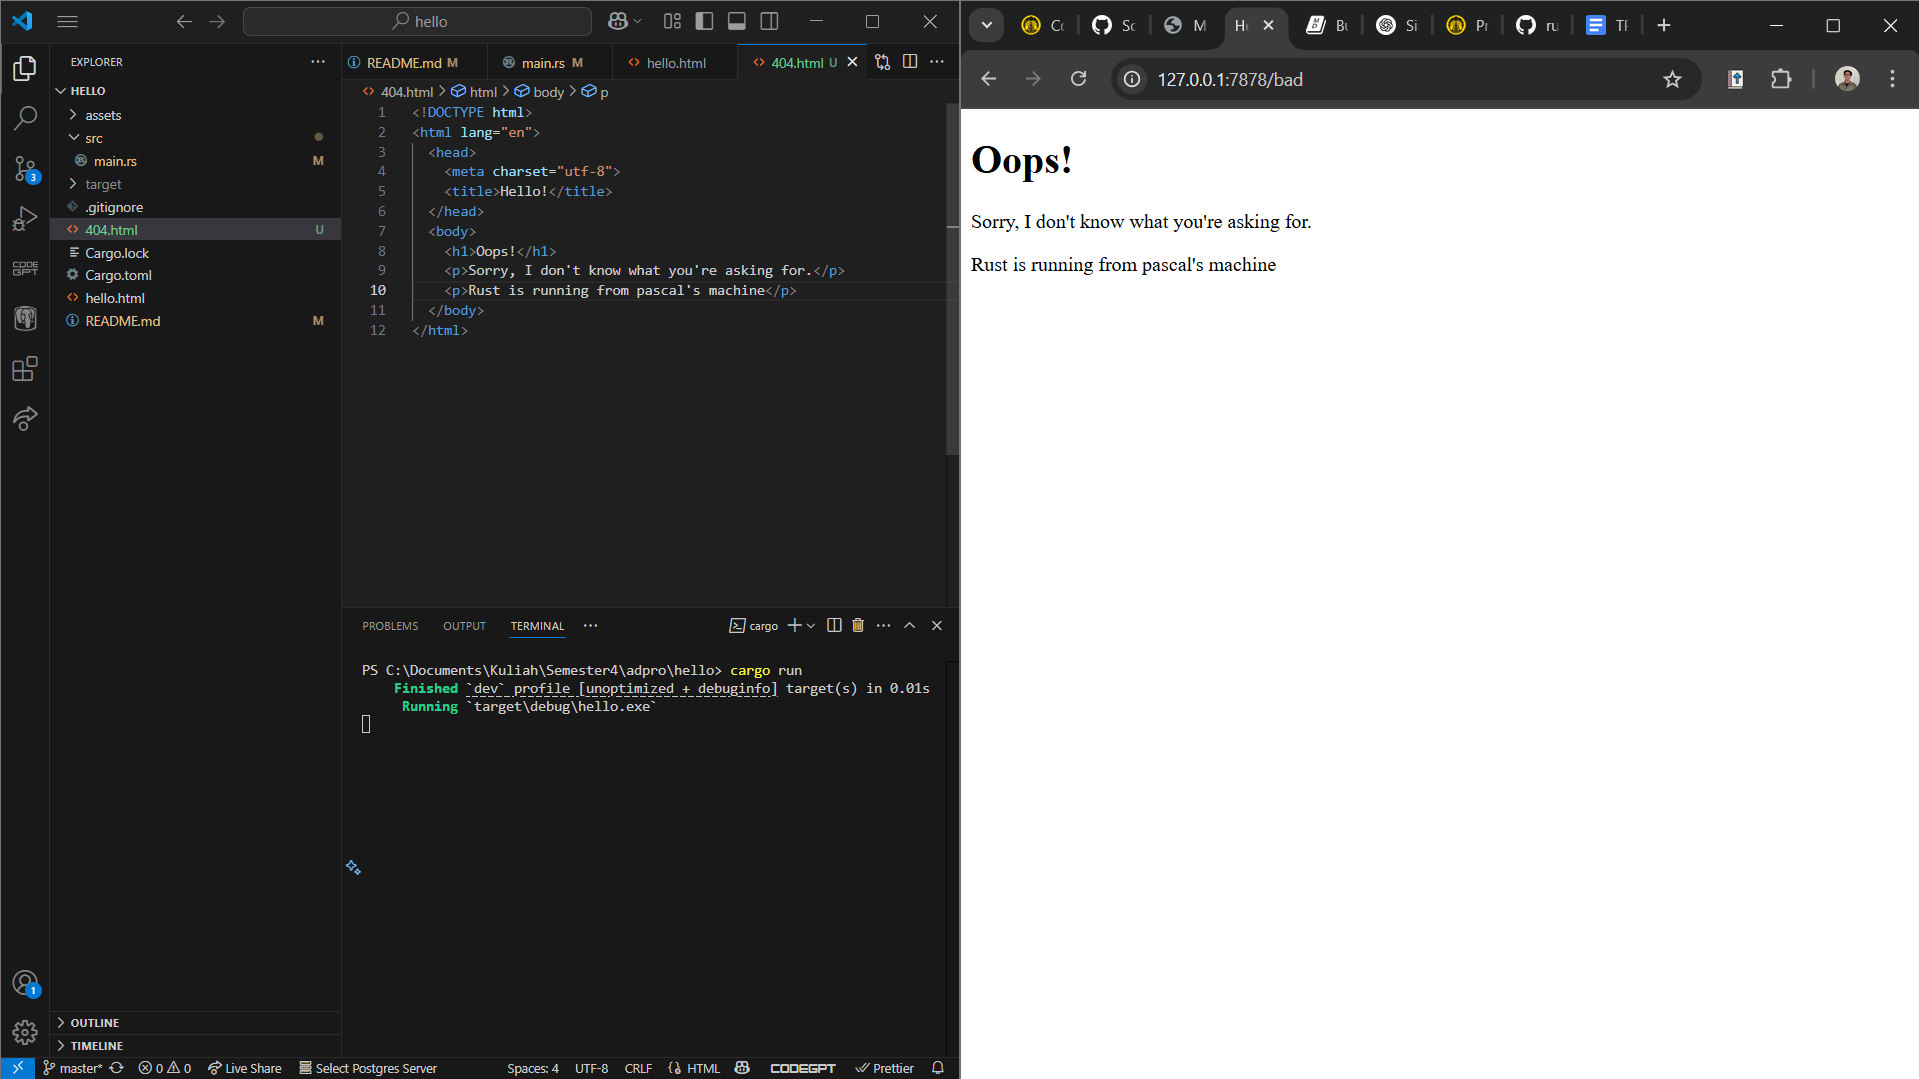 hello
EXPLORER
HELLO
assets
src
main.rs M
target
.gitignore
404.html U
Cargo.lock
Cargo.toml
hello.html
README.md M
OUTLINE
TIMELINE
README.md M
main.rs M
hello.html
404.html U
404.html > html > body > p
1 <!DOCTYPE html>
2 <html lang="en">
3 <head>
4 <meta charset="utf-8">
5 <title>Hello!</title>
6 </head>
7 <body>
8 <h1>Oops!</h1>
9 <p>Sorry, I don't know what you're asking for.</p>
10 <p>Rust is running from pascal's machine</p>
11 </body>
12 </html>
PROBLEMS OUTPUT TERMINAL
cargo
PS C:\Documents\Kuliah\Semester4\adpro\hello> cargo run
Finished `dev` profile [unoptimized + debuginfo] target(s) in 0.01s
Running `target\debug\hello.exe`
CODE
GPT
3
1
master* 0 0 Live Share Select Postgres Server Spaces: 4 UTF-8 CRLF HTML CODEGPT Prettier
Sc M He Bu Si Pr ru
127.0.0.1:7878/bad
Oops!
Sorry, I don't know what you're asking for.
Rust is running from pascal's machine